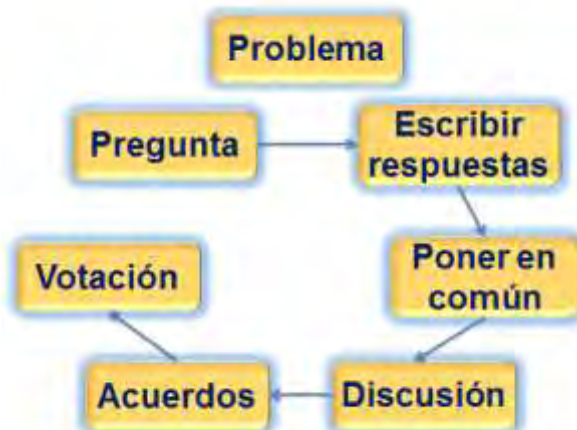 Problema
Pregunta
Escribir
respuestas
Poner en
común
Discusión
Acuerdos
Votación